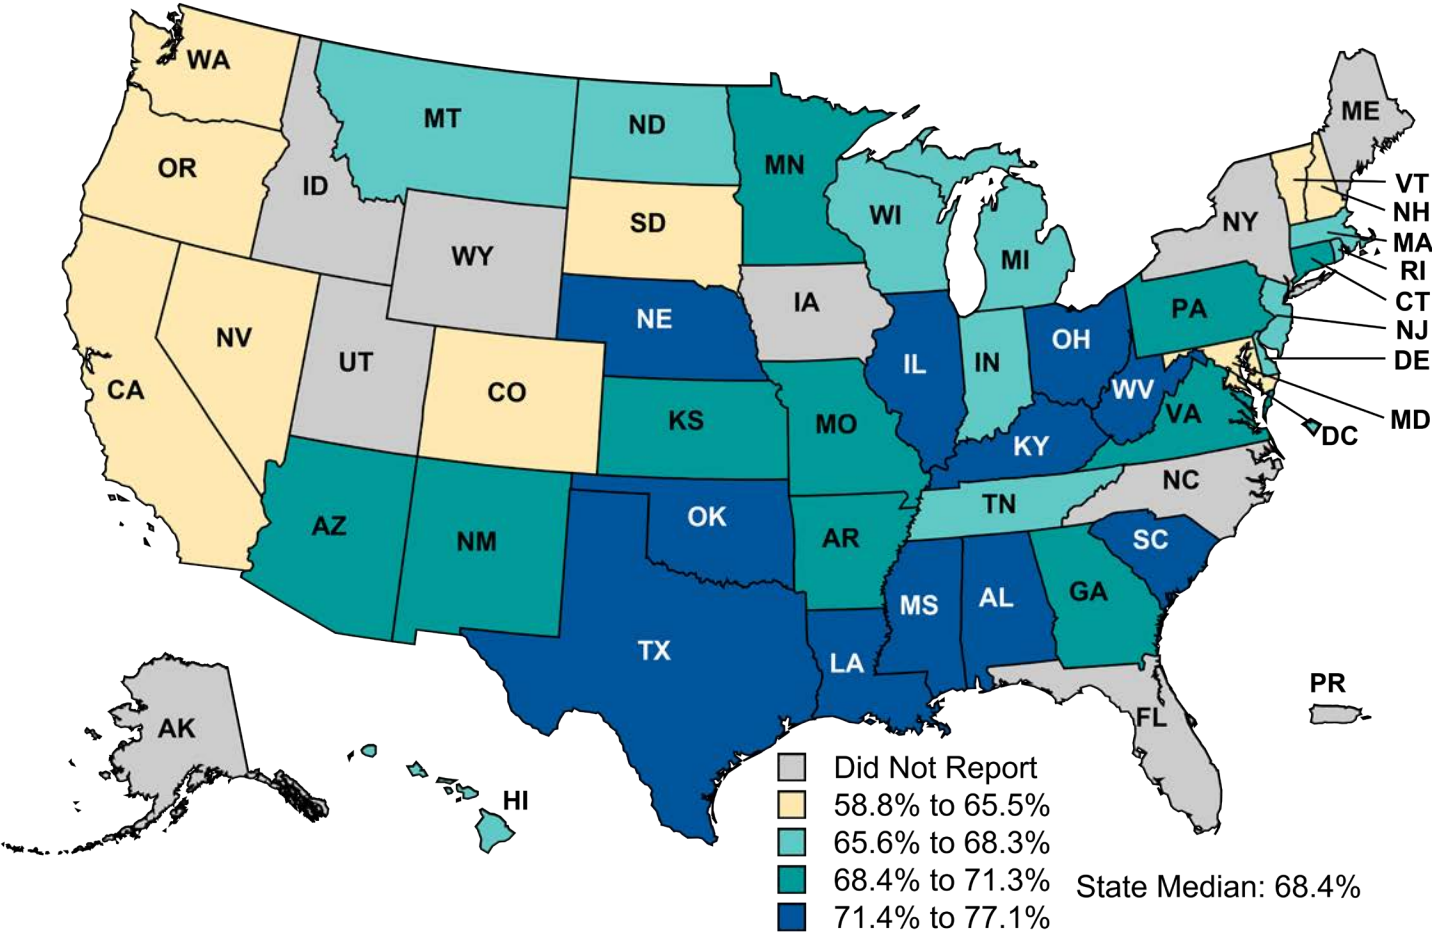 WA
MT
ND
MN
ME
OR
ID
SD
WI
MI
NY
VT
NH
MA
RI
CT
NJ
DE
MD
DC
WY
IA
NE
PA
NV
UT
CO
CA
IL
IN
OH
WV
VA
KS
MO
KY
NC
TN
AZ
NM
OK
AR
SC
MS
AL
GA
TX
LA
FL
PR
AK
HI
Did Not Report
58.8% to 65.5%
65.6% to 68.3%
68.4% to 71.3%
71.4% to 77.1%
State Median: 68.4%